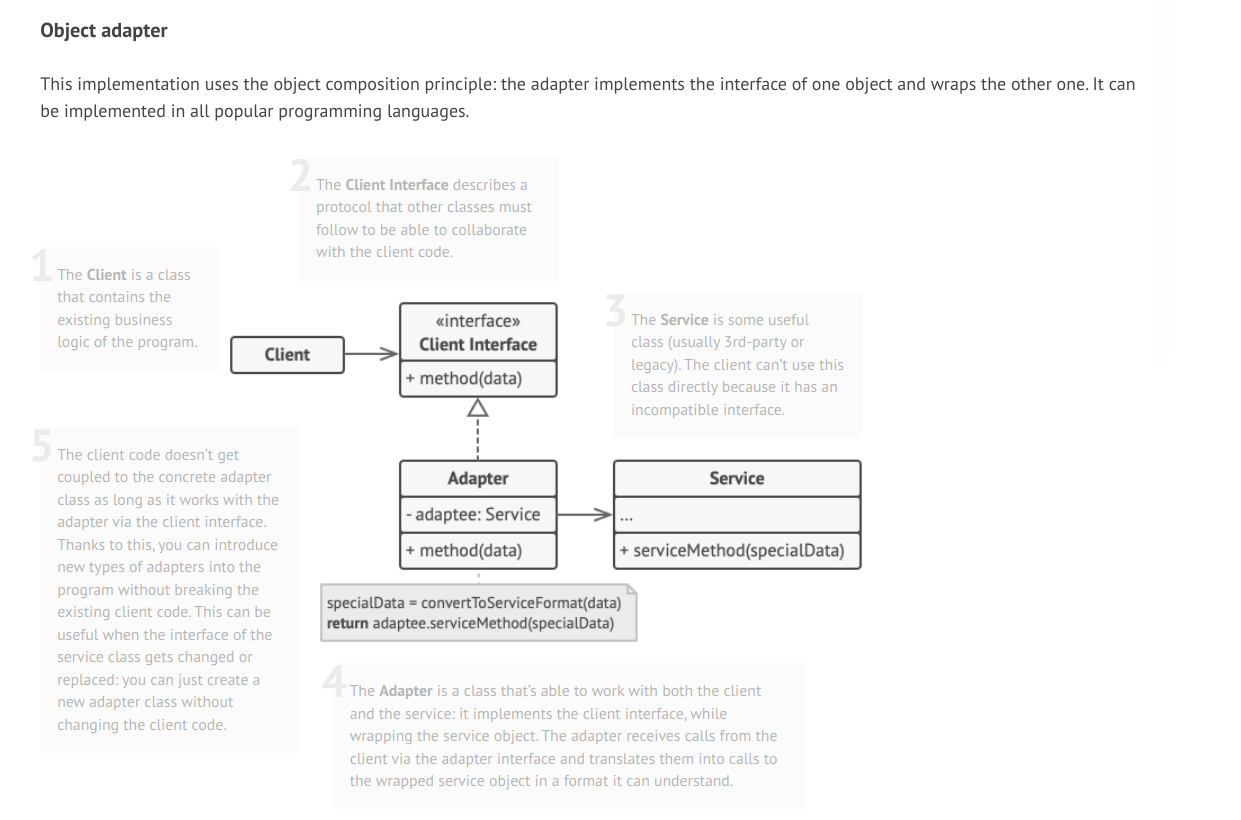 Object adapter
This implementation uses the object composition principle: the adapter implements the interface of one object and wraps the other one. It can
be implemented in all popular programming languages.
2
The Client Interface describes a
protocol that other classes must
follow to be able to collaborate
with the client code.
1
The Client is a class
that contains the
existing business
logic of the program.
Client
«interface»
Client Interface
+ method(data)
3
The Service is some useful
class (usually 3rd-party or
legacy). The client can’t use this
class directly because it has an
incompatible interface.
5
The client code doesn’t get
coupled to the concrete adapter
class as long as it works with the
adapter via the client interface.
Thanks to this, you can introduce
new types of adapters into the
program without breaking the
existing client code. This can be
useful when the interface of the
service class gets changed or
replaced: you can just create a
new adapter class without
changing the client code.
Adapter
- adaptee: Service
+ method(data)
Service
...
+ serviceMethod(specialData)
specialData = convertToServiceFormat(data)
return adaptee.serviceMethod(specialData)
4
The Adapter is a class that’s able to work with both the client
and the service: it implements the client interface, while
wrapping the service object. The adapter receives calls from the
client via the adapter interface and translates them into calls to
the wrapped service object in a format it can understand.